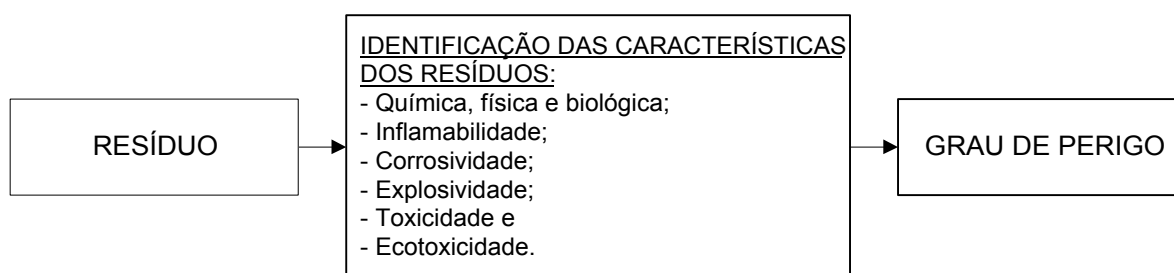 RESÍDUO
IDENTIFICAÇÃO DAS CARACTERÍSTICAS
DOS RESÍDUOS:
- Química, física e biológica;
- Inflamabilidade;
- Corrosividade;
- Explosividade;
- Toxicidade e
- Ecotoxicidade.
GRAU DE PERIGO